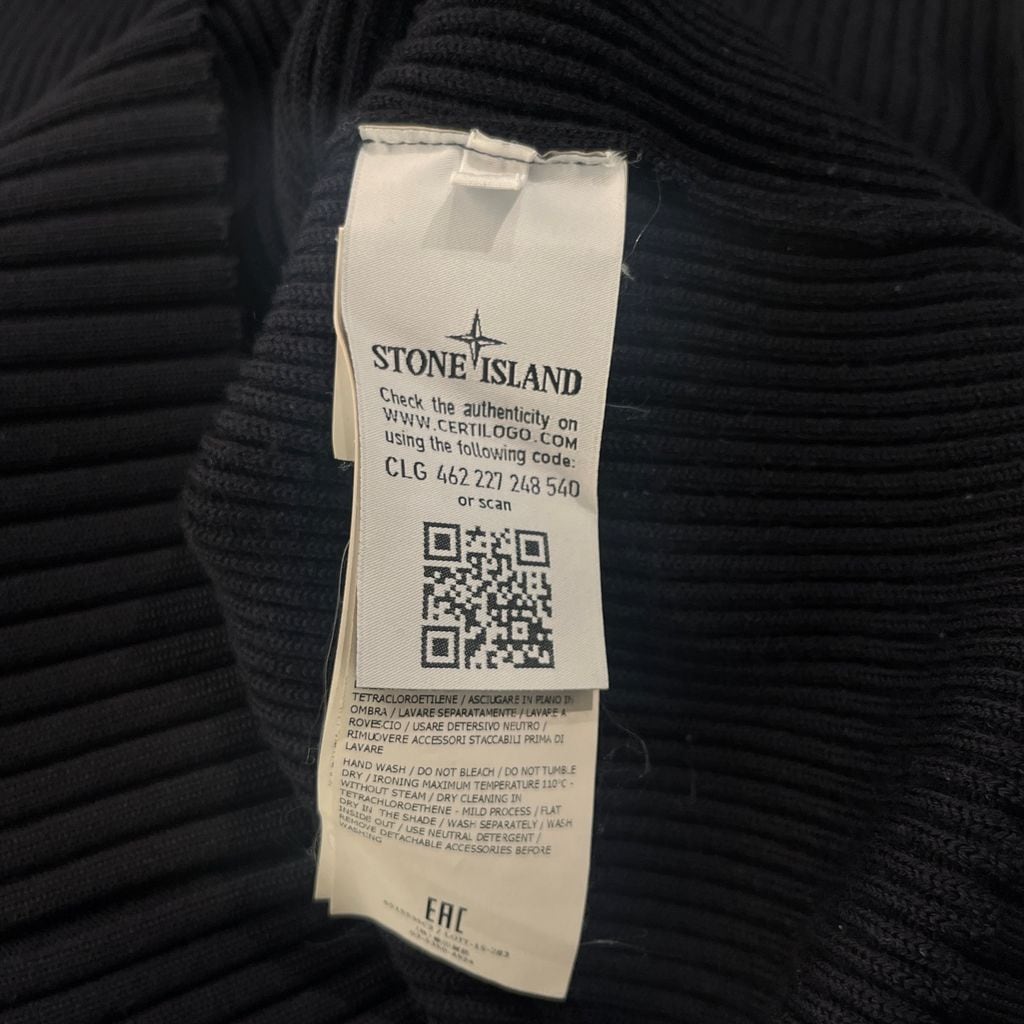 STONE ISLAND
Check the authenticity on
WWW.CERTILOGO.COM
using the following code:
CLG 462 227 248 540
or scan
TETRACLOROETILENE / ASCIUGARE IN PIANO IN
OMBRA / LAVARE SEPARATAMENTE / LAVARE A
ROVESCIO / USARE DETERSIVO NEUTRO /
RIMUOVERE ACCESSORI STACCABILI PRIMA DI
LAVARE
HAND WASH / DO NOT BLEACH / DO NOT TUMBLE
DRY / IRONING MAXIMUM TEMPERATURE 110°C -
WITHOUT STEAM / DRY CLEANING IN
TETRACHLOROETHENE - MILD PROCESS / FLAT
DRY IN THE SHADE / WASH SEPARATELY / WASH
INSIDE OUT / USE NEUTRAL DETERGENT /
REMOVE DETACHABLE ACCESSORIES BEFORE
WASHING
EAC